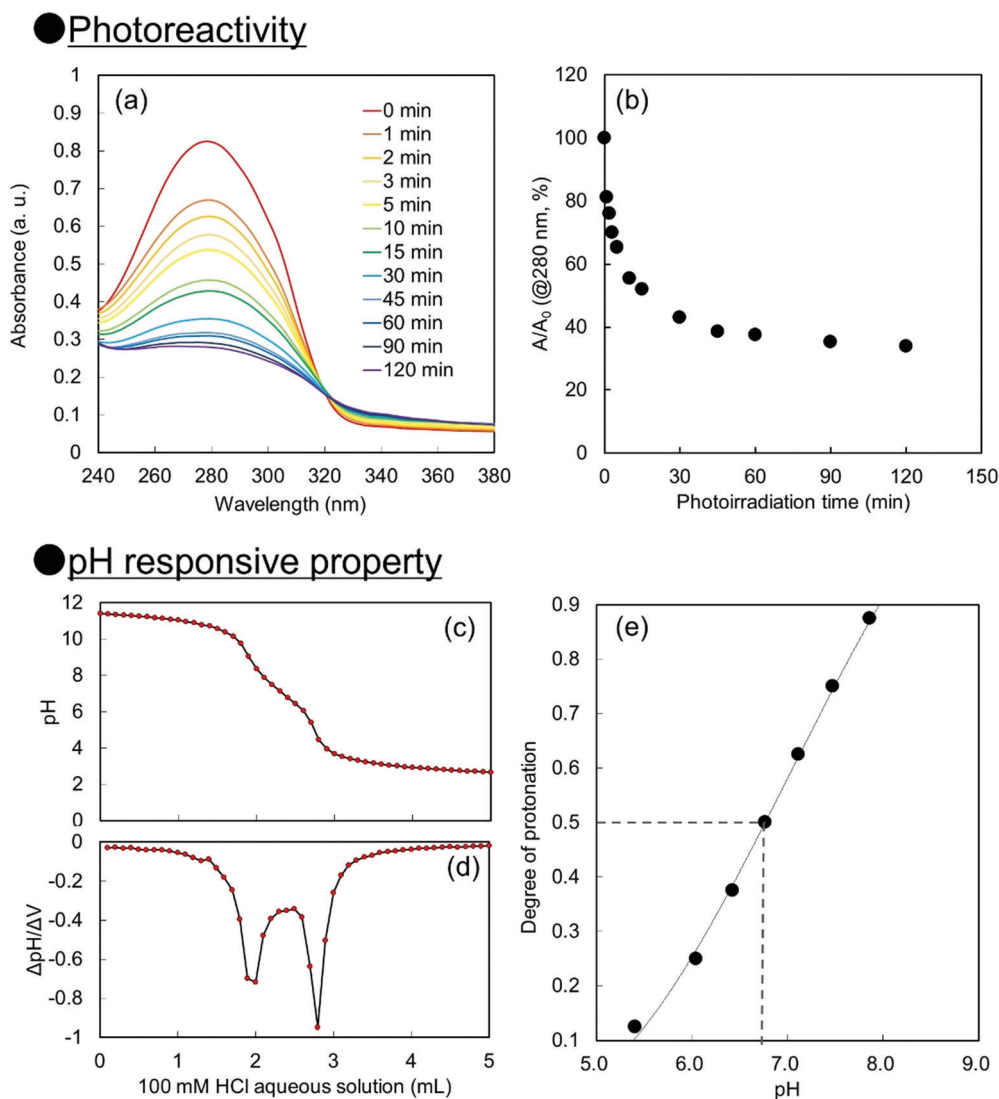 ●Photoreactivity
(a)
1
0.9
0.8
0.7
0.6
0.5
0.4
0.3
0.2
0.1
0
Absorbance (a. u.)
240 260 280 300 320 340 360 380
Wavelength (nm)
0 min
1 min
2 min
3 min
5 min
10 min
15 min
30 min
45 min
60 min
90 min
120 min
(b)
120
100
80
60
40
20
0
A/A₀ (@280 nm, %)
0 30 60 90 120 150
Photoirradiation time (min)
●pH responsive property
(c)
12
10
8
6
4
2
0
pH
(d)
0
-0.2
-0.4
-0.6
-0.8
-1
ΔpH/ΔV
0 1 2 3 4 5
100 mM HCl aqueous solution (mL)
(e)
0.9
0.8
0.7
0.6
0.5
0.4
0.3
0.2
0.1
Degree of protonation
5.0 6.0 7.0 8.0 9.0
pH